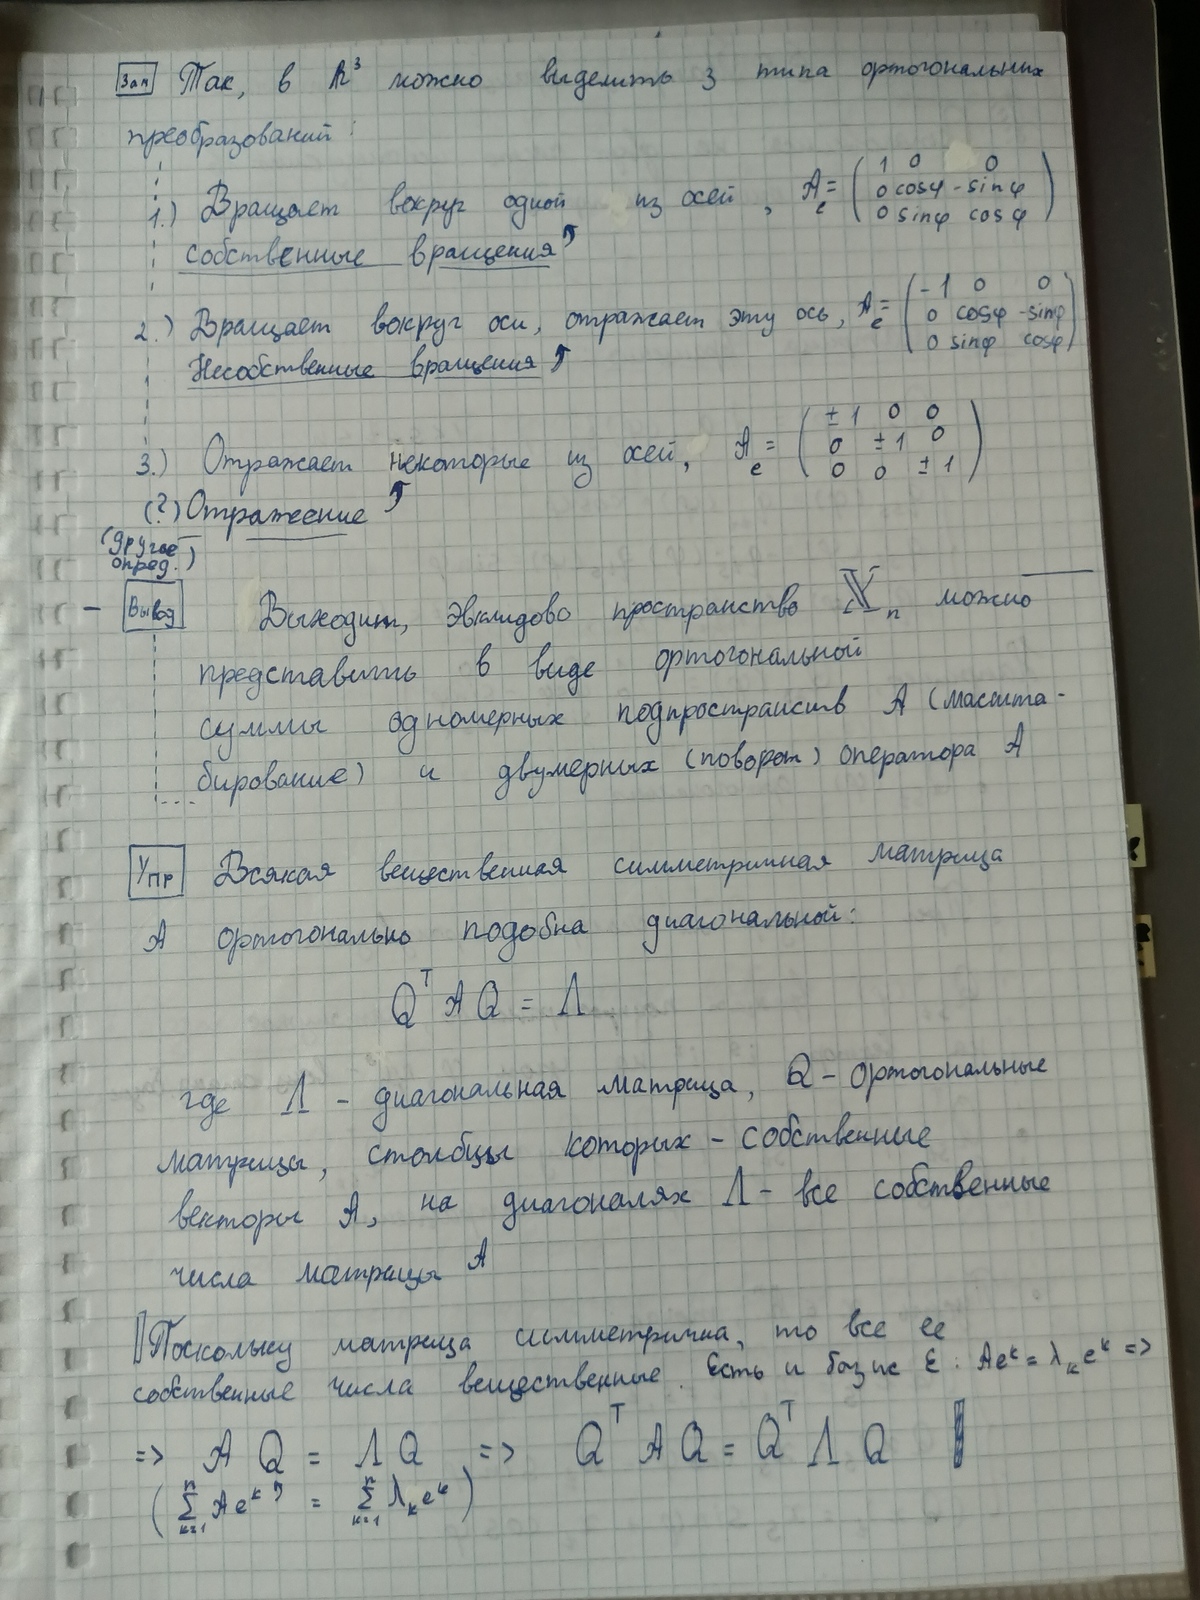 Зам Так, в ℝ³ можно выделить 3 типа ортогональных
преобразований:
1.) Вращает вокруг одной из осей, A_e = ( 1 0 0 ; 0 cosφ -sinφ ; 0 sinφ cosφ )
собственные вращения
2.) Вращает вокруг оси, отражает эту ось, A_e = ( -1 0 0 ; 0 cosφ -sinφ ; 0 sinφ cosφ )
Несобственные вращения
3.) Отражает некоторые из осей, A_e = ( ±1 0 0 ; 0 ±1 0 ; 0 0 ±1 )
(?) Отражение
(другое опред.)
Вывод Выходит, эвклидово пространство 𝕏_n можно
представить в виде ортогональной
суммы одномерных подпространств A (масшта-
бирование) и двумерных (поворот) оператора A
Упр Всякая вещественная симметричная матрица
A ортогонально подобна диагональной:
Q^T A Q = Λ
где Λ - диагональная матрица, Q - ортогональные
матрицы, столбцы которых - собственные
векторы A, на диагоналях Λ - все собственные
числа матрицы A
Поскольку матрица симметрична, то все ее
собственные числа вещественные. Есть и базис ε: Ae^k = λ_k e^k =>
=> A Q = Λ Q => Q^T A Q = Q^T Λ Q
( ∑_{k=1}^n Ae^k = ∑_{k=1}^n λ_k e^k )